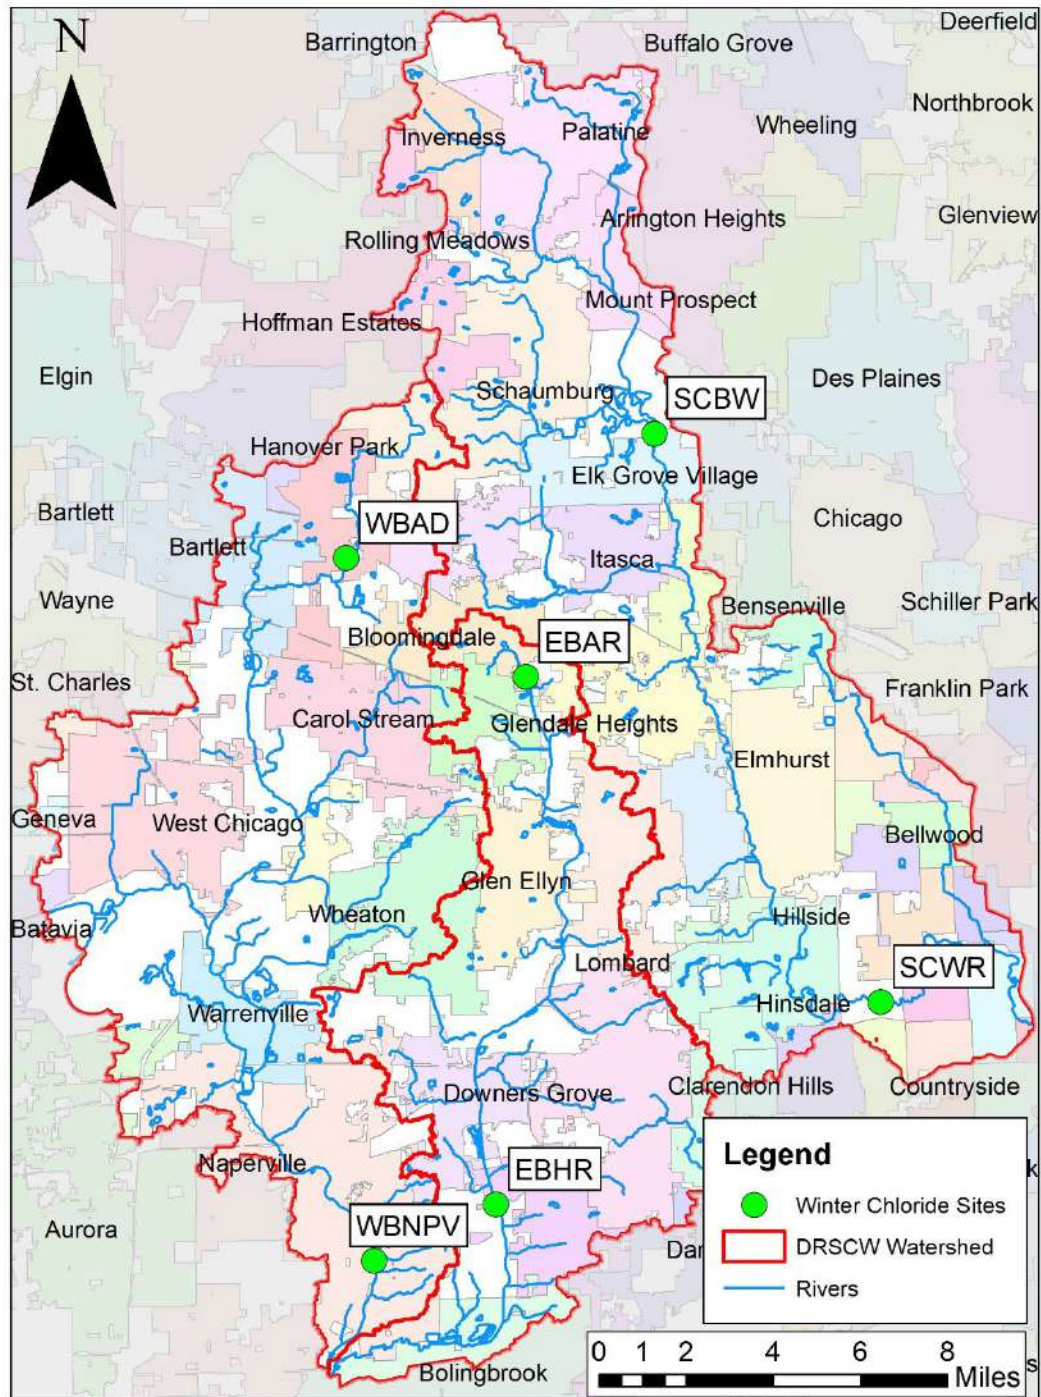 Deerfield
N
Barrington
Buffalo Grove
Northbrook
Wheeling
Inverness
Palatine
Arlington Heights
Glenview
Rolling Meadows
Mount Prospect
Hoffman Estates
Elgin
Des Plaines
Schaumburg
SCBW
Hanover Park
Elk Grove Village
Bartlett
WBAD
Chicago
Bartlett
Itasca
Wayne
Bensenville
Schiller Park
Bloomingdale
EBAR
St. Charles
Franklin Park
Carol Stream
Glendale Heights
Elmhurst
Geneva
West Chicago
Bellwood
Glen Ellyn
Wheaton
Hillside
Batavia
Lombard
SCWR
Warrenville
Hinsdale
Downers Grove
Clarendon Hills
Countryside
Legend
Naperville
EBHR
k
Winter Chloride Sites
Aurora
WBNPV
Dar
DRSCW Watershed
Rivers
0 1 2 4 6 8
Miles
s
Bolingbrook